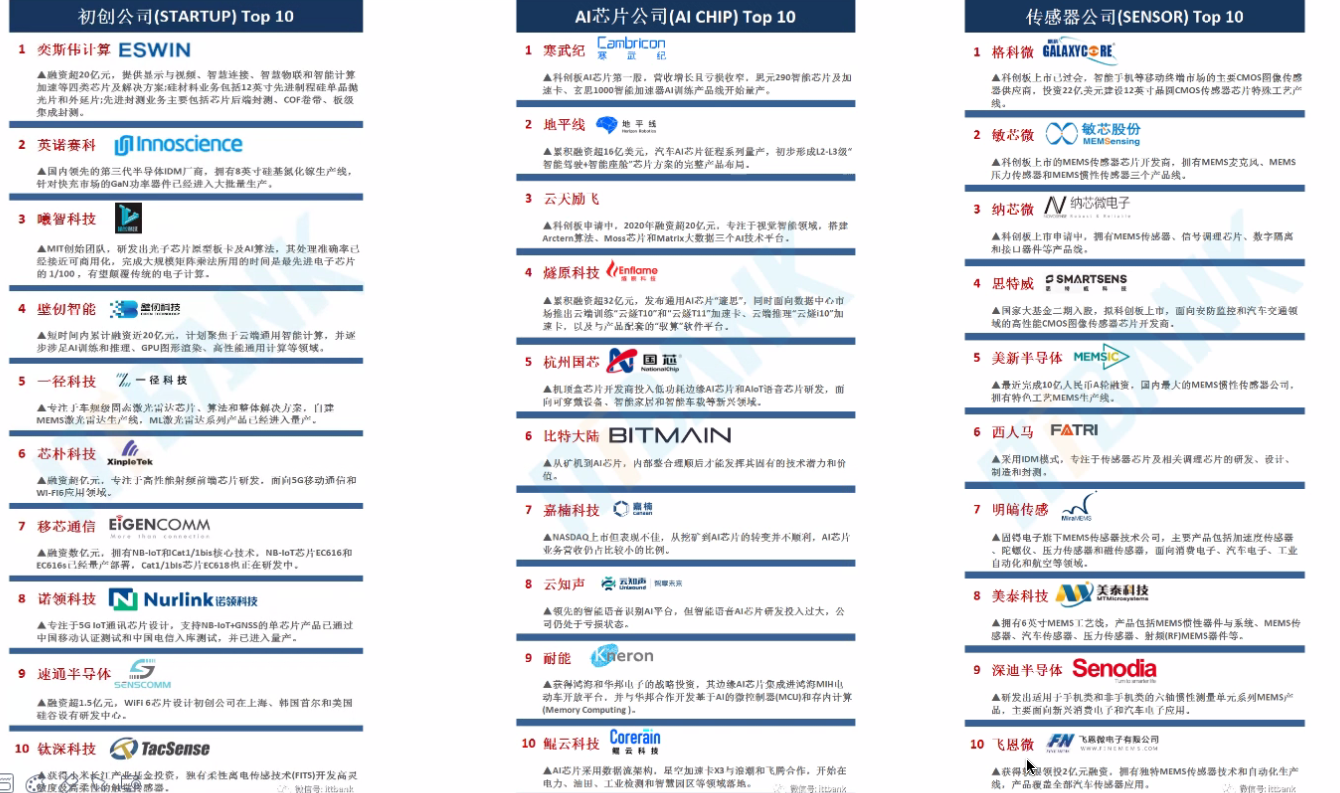 初创公司(STARTUP) Top 10
1 奕斯伟计算 ESWIN
▲融资超20亿元，提供显示与视频、智慧连接、智慧物联和智能计算
加速等四类芯片及解决方案;硅材料业务包括12英寸先进制程硅单晶抛
光片和外延片;先进封测业务主要包括芯片后端封测、COF卷带、板级
集成封测。
2 英诺赛科 Innoscience
▲国内领先的第三代半导体IDM厂商，拥有8英寸硅基氮化镓生产线，
针对快充市场的GaN功率器件已经进入大批量生产。
3 曦智科技
▲MIT创始团队，研发出光子芯片原型板卡及AI算法，其处理准确率已
经接近可商用化，完成大规模矩阵乘法所用的时间是最先进电子芯片
的 1/100 ，有望颠覆传统的电子计算。
4 壁仞智能 壁仞科技
▲短时间内累计融资近20亿元，计划聚焦于云端通用智能计算，并逐
步涉足AI训练和推理、GPU图形渲染、高性能通用计算等领域。
5 一径科技 一径科技
▲专注于车规级固态激光雷达芯片、算法和整体解决方案，自建
MEMS激光雷达生产线，ML激光雷达系列产品已经进入量产。
6 芯朴科技 XinpleTek
▲融资超亿元，专注于高性能射频前端芯片研发，面向5G移动通信和
Wi-Fi6应用领域。
7 移芯通信 EiGENCOMM
More than connection
▲融资数亿元，拥有NB-IoT和Cat1/1bis核心技术，NB-IoT芯片EC616和
EC616s已经量产部署，Cat1/1bis芯片EC618也正在研发中。
8 诺领科技 Nurlink诺领科技
▲专注于5G IoT通讯芯片设计，支持NB-IoT+GNSS的单芯片产品已通过
中国移动认证测试和中国电信入库测试，并已进入量产。
9 速通半导体 SENSCOMM
▲融资超1.5亿元，WiFi 6芯片设计初创公司在上海、韩国首尔和美国
硅谷设有研发中心。
10 钛深科技 TacSense
▲获得小米长江产业基金投资，独有柔性离电传感技术(FITS)开发高灵
敏度高柔性的触觉传感器。
AI芯片公司(AI CHIP) Top 10
1 寒武纪 Cambricon
寒 武 纪
▲科创板AI芯片第一股，营收增长且亏损收窄，思元290智能芯片及加
速卡、玄思1000智能加速器AI训练产品线开始量产。
2 地平线 地平线
Horizon Robotics
▲累积融资超16亿美元，汽车AI芯片征程系列量产，初步形成L2-L3级“
智能驾驶+智能座舱”芯片方案的完整产品布局。
3 云天励飞
▲科创板申请中，2020年融资超20亿元，专注于视觉智能领域，搭建
Arctern算法、Moss芯片和Matrix大数据三个AI技术平台。
4 燧原科技 Enflame
燧原科技
▲累积融资超32亿元，发布通用AI芯片“邃思”，同时面向数据中心市
场推出云端训练“云燧T10”和“云燧T11”加速卡、云端推理“云燧i10”加
速卡，以及与产品配套的“驭算”软件平台。
5 杭州国芯 国芯
NationalChip
▲机顶盒芯片开发商投入低功耗边缘AI芯片和AIoT语音芯片研发，面
向可穿戴设备、智能家居和智能车载等新兴领域。
6 比特大陆 BITMAIN
▲从矿机到AI芯片，内部整合理顺后才能发挥其固有的技术潜力和价
值。
7 嘉楠科技 嘉楠
Canaan
▲NASDAQ上市但表现不佳，从挖矿到AI芯片的转变并不顺利，AI芯片
业务营收仍占比较小的比例。
8 云知声 云知声
Unisound
▲领先的智能语音识别AI平台，但智能语音AI芯片研发投入过大，公
司仍处于亏损状态。
9 耐能 Kneron
▲获得鸿海和华邦电子的战略投资，其边缘AI芯片集成进鸿海MIH电
动车开放平台，并与华邦合作开发基于AI的微控制器(MCU)和存内计算
(Memory Computing )。
10 鲲云科技 Corerain
鲲云科技
▲AI芯片采用数据流架构，星空加速卡X3与浪潮和飞腾合作，开始在
电力、油田、工业检测和智慧园区等领域落地。
微信号: ittbank
传感器公司(SENSOR) Top 10
1 格科微 GALAXYCORE
▲科创板上市已过会，智能手机等移动终端市场的主要CMOS图像传感
器供应商，投资22亿美元建设12英寸晶圆CMOS传感器芯片特殊工艺产
线。
2 敏芯微 敏芯股份
MEMSensing
▲科创板上市的MEMS传感器芯片开发商，拥有MEMS麦克风、MEMS
压力传感器和MEMS惯性传感器三个产品线。
3 纳芯微 纳芯微电子
▲科创板上市申请中，拥有MEMS传感器、信号调理芯片、数字隔离
和接口器件等产品线。
4 思特威 SMARTSENS
思特威科技
▲国家大基金二期入股，拟科创板上市，面向安防监控和汽车交通领
域的高性能CMOS图像传感器芯片开发商。
5 美新半导体 MEMSIC
▲最近完成10亿人民币A轮融资，国内最大的MEMS惯性传感器公司，
拥有特色工艺MEMS生产线。
6 西人马 FATRI
▲采用IDM模式，专注于传感器芯片及相关调理芯片的研发、设计、
制造和封测。
7 明皜传感 MiraMEMS
▲固锝电子旗下MEMS传感器技术公司，主要产品包括加速度传感器
、陀螺仪、压力传感器和磁传感器，面向消费电子、汽车电子、工业
自动化和航空等领域。
8 美泰科技 美泰科技
MTMicrosystems
▲拥有6英寸MEMS工艺线，产品包括MEMS惯性器件与系统、MEMS传
感器、汽车传感器、压力传感器、射频(RF)MEMS器件等。
9 深迪半导体 Senodia
▲研发出适用于手机类和非手机类的六轴惯性测量单元系列MEMS产
品，主要面向新兴消费电子和汽车电子应用。
10 飞恩微 FN 飞恩微电子有限公司
WWW.FINEMEMS.COM
▲获得软银领投2亿元融资，拥有独特MEMS传感器技术和自动化生产
线，产品覆盖全部汽车传感器应用。
微信号: ittbank